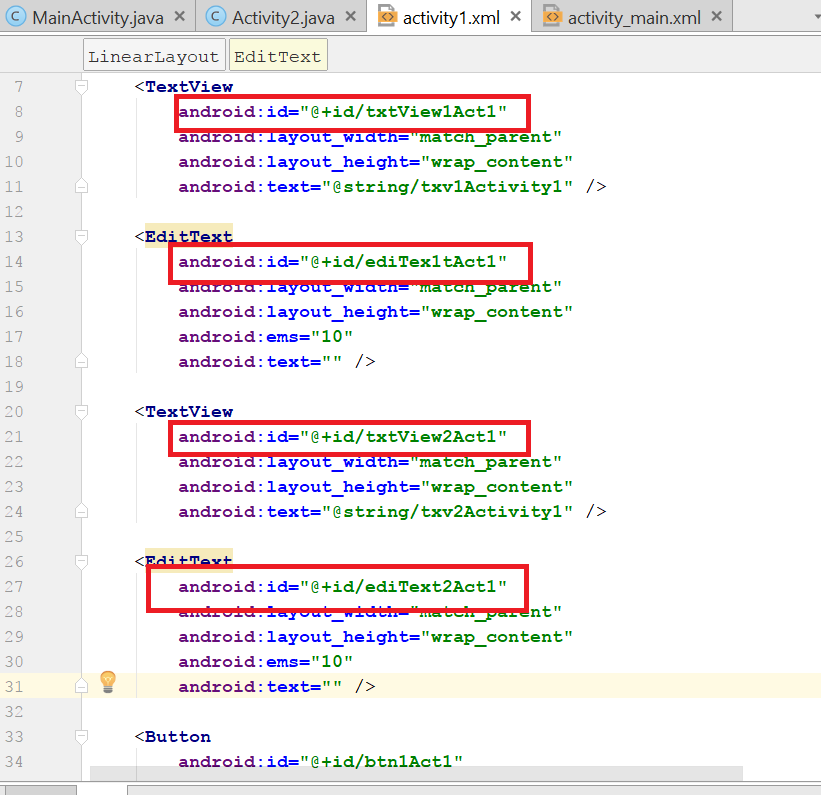 C MainActivity.java × C Activity2.java × <> activity1.xml × <> activity_main.xml ×
LinearLayout EditText
7 <TextView
8 android:id="@+id/txtView1Act1"
9 android:layout_width="match_parent"
10 android:layout_height="wrap_content"
11 android:text="@string/txv1Activity1" />
12
13 <EditText
14 android:id="@+id/ediTex1tAct1"
15 android:layout_width="match_parent"
16 android:layout_height="wrap_content"
17 android:ems="10"
18 android:text="" />
19
20 <TextView
21 android:id="@+id/txtView2Act1"
22 android:layout_width="match_parent"
23 android:layout_height="wrap_content"
24 android:text="@string/txv2Activity1" />
25
26 <EditText
27 android:id="@+id/ediText2Act1"
28 android:layout_width="match_parent"
29 android:layout_height="wrap_content"
30 android:ems="10"
31 android:text="" />
32
33 <Button
34 android:id="@+id/btn1Act1"